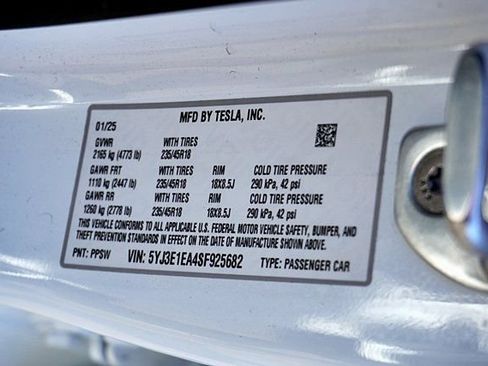 MFD BY TESLA, INC.
01/25
GVWR WITH TIRES
2165 kg (4773 lb) 235/45R18
GAWR FRT WITH TIRES RIM COLD TIRE PRESSURE
1110 kg (2447 lb) 235/45R18 18X8.5J 290 kPa, 42 psi
GAWR RR WITH TIRES RIM COLD TIRE PRESSURE
1260 kg (2778 lb) 235/45R18 18X8.5J 290 kPa, 42 psi
THIS VEHICLE CONFORMS TO ALL APPLICABLE U.S. FEDERAL MOTOR VEHICLE SAFETY, BUMPER, AND
THEFT PREVENTION STANDARDS IN EFFECT ON THE DATE OF MANUFACTURE SHOWN ABOVE.
PNT: PPSW VIN: 5YJ3E1EA4SF925682 TYPE: PASSENGER CAR